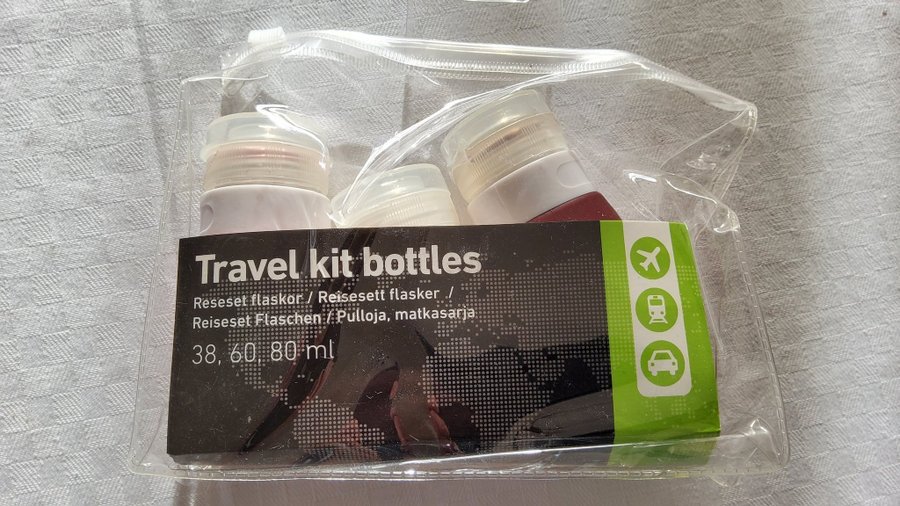 Travel kit bottles
Reseset flaskor / Reisesett flasker /
Reiseset Flaschen / Pulloja, matkasarja
38, 60, 80 ml